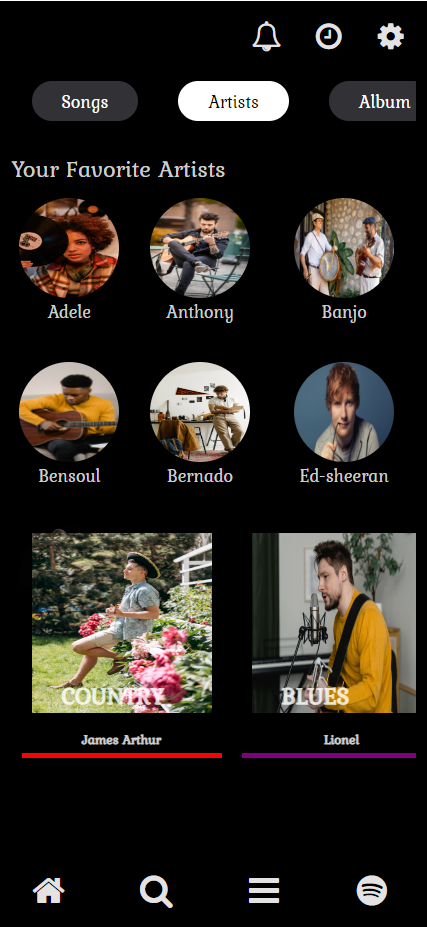 Songs Artists Album
Your Favorite Artists
Adele Anthony Banjo
Bensoul Bernado Ed-sheeran
COUNTRY BLUES
James Arthur Lionel